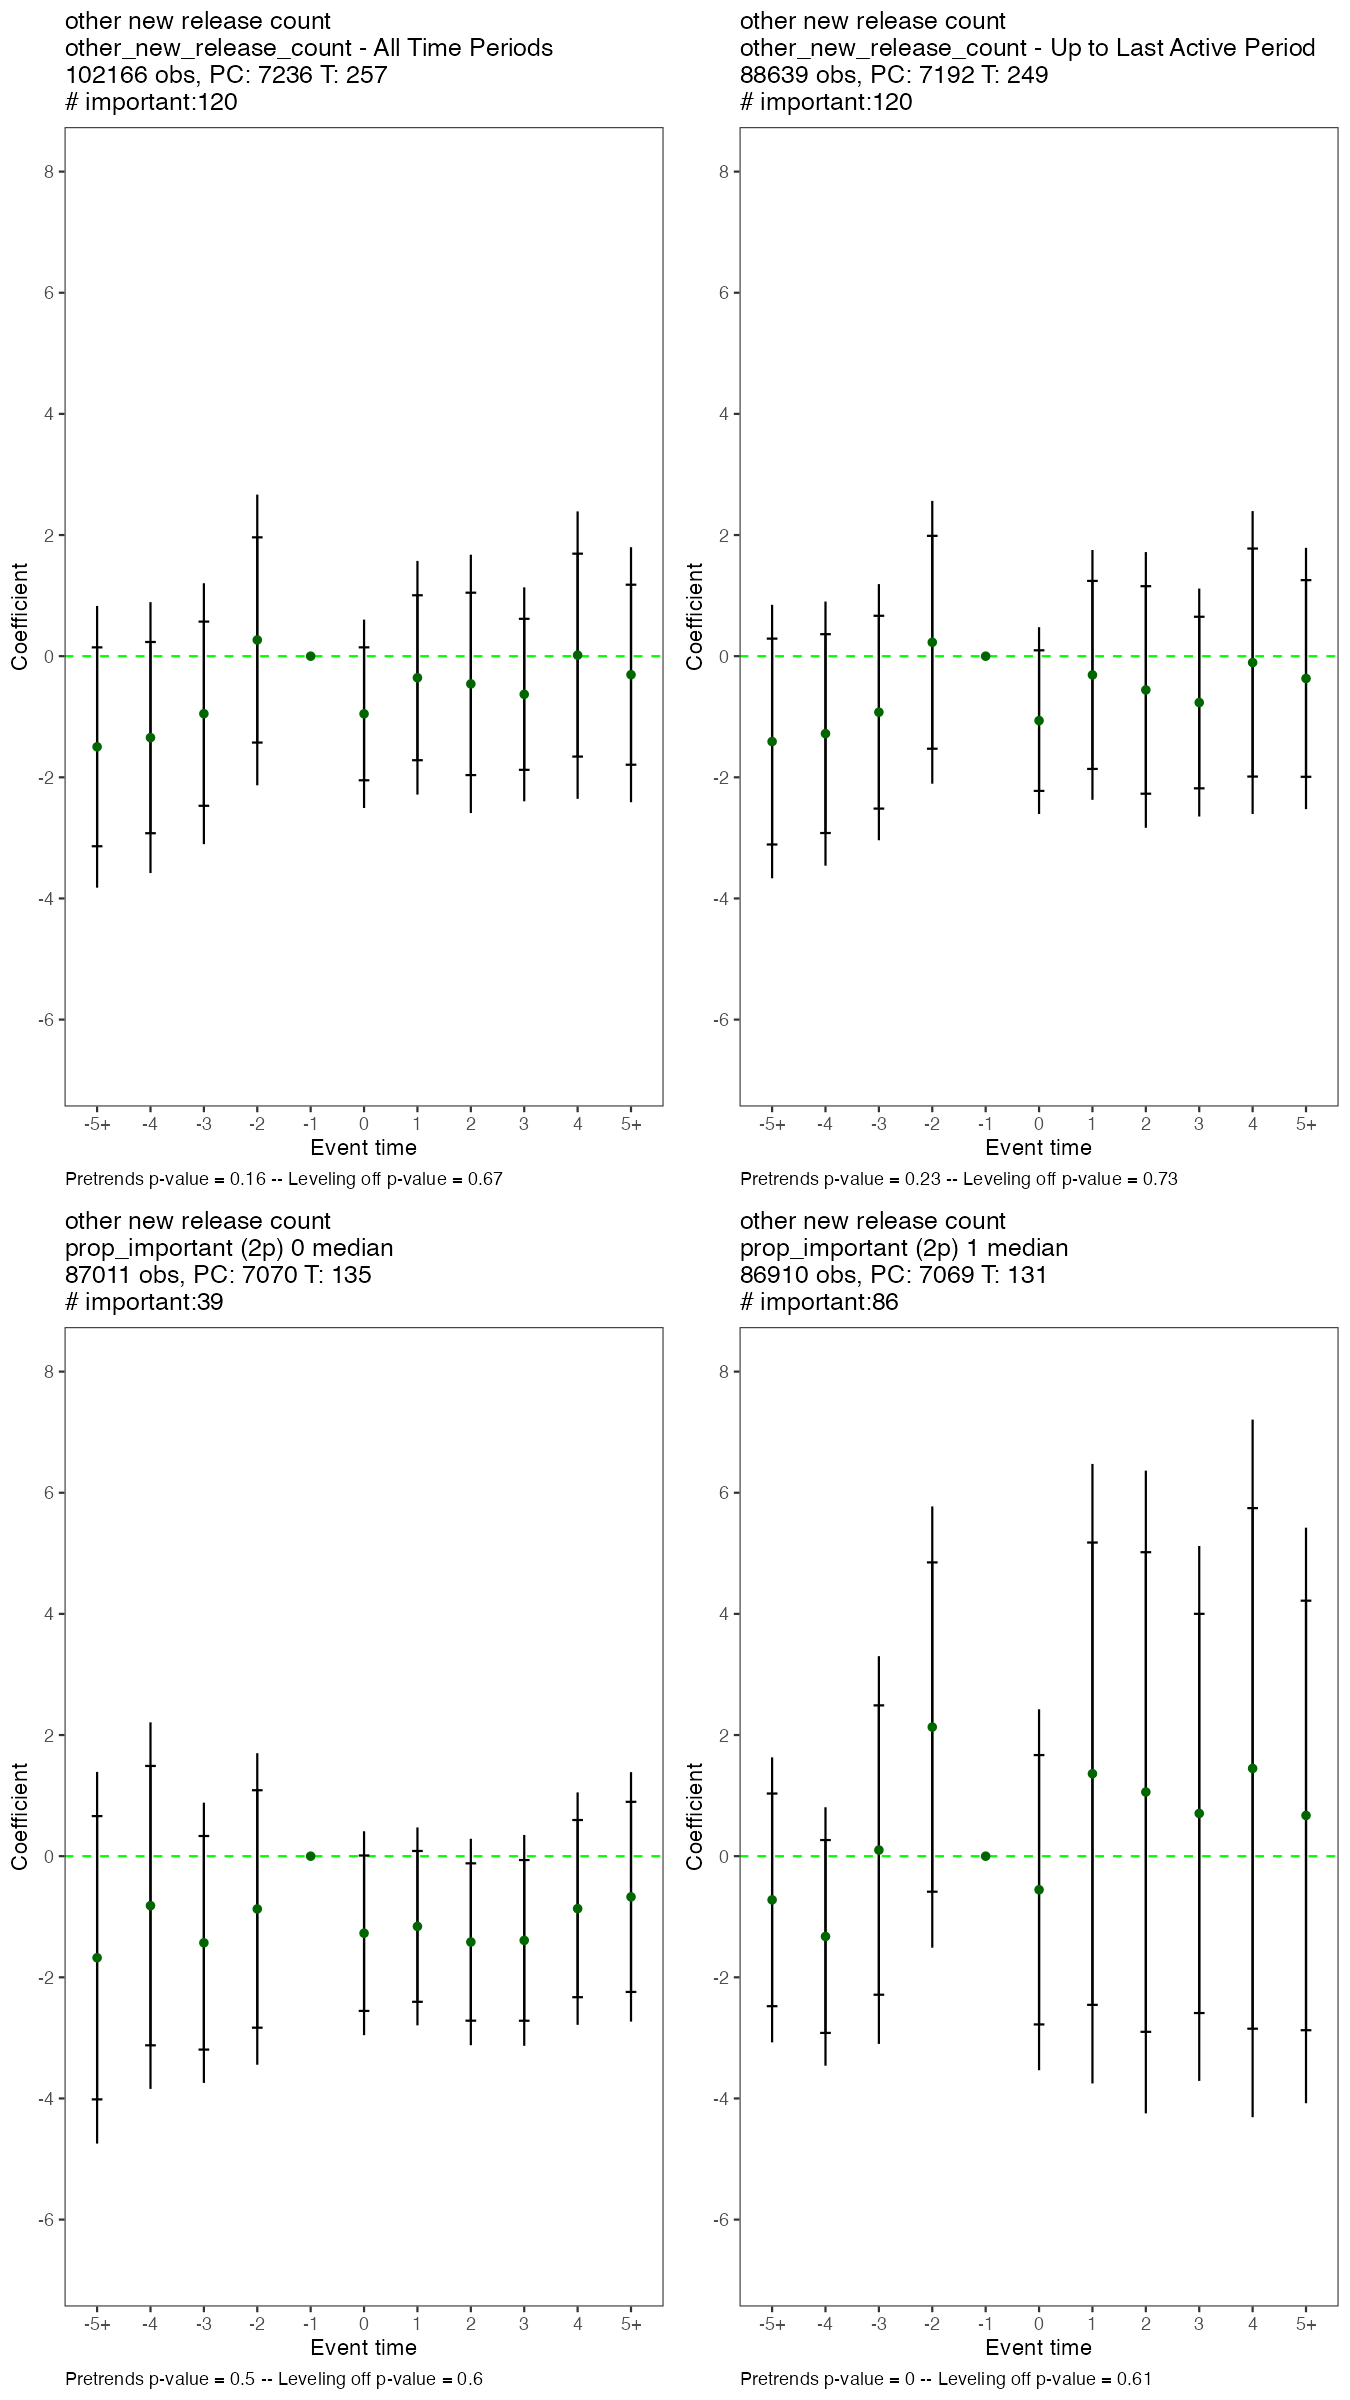 other new release count
other_new_release_count - All Time Periods
102166 obs, PC: 7236 T: 257
# important:120
8
6
4
2
0
-2
-4
-6
Coefficient
-5+ -4 -3 -2 -1 0 1 2 3 4 5+
Event time
Pretrends p-value = 0.16 -- Leveling off p-value = 0.67
other new release count
other_new_release_count - Up to Last Active Period
88639 obs, PC: 7192 T: 249
# important:120
8
6
4
2
0
-2
-4
-6
Coefficient
-5+ -4 -3 -2 -1 0 1 2 3 4 5+
Event time
Pretrends p-value = 0.23 -- Leveling off p-value = 0.73
other new release count
prop_important (2p) 0 median
87011 obs, PC: 7070 T: 135
# important:39
8
6
4
2
0
-2
-4
-6
Coefficient
-5+ -4 -3 -2 -1 0 1 2 3 4 5+
Event time
Pretrends p-value = 0.5 -- Leveling off p-value = 0.6
other new release count
prop_important (2p) 1 median
86910 obs, PC: 7069 T: 131
# important:86
8
6
4
2
0
-2
-4
-6
Coefficient
-5+ -4 -3 -2 -1 0 1 2 3 4 5+
Event time
Pretrends p-value = 0 -- Leveling off p-value = 0.61